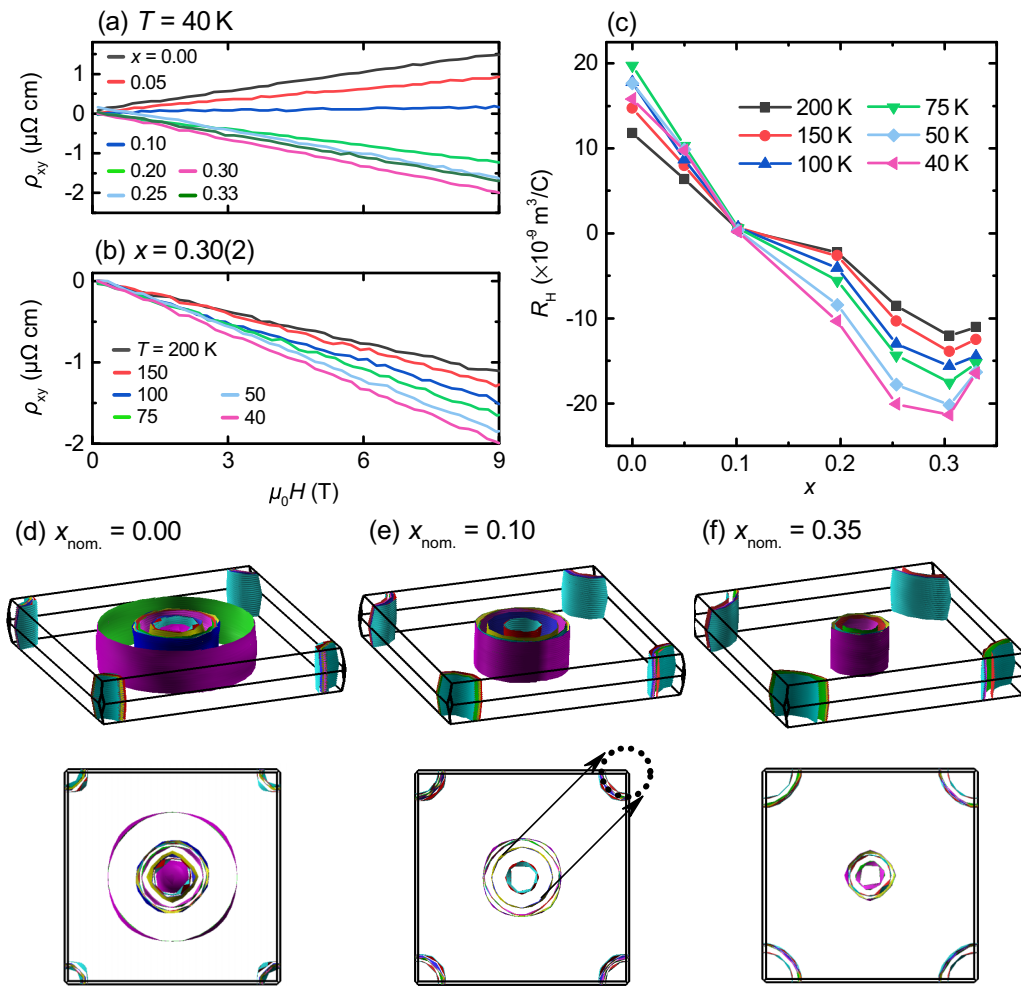 (a) T = 40 K
ρxy (μΩ cm)
1
0
-1
-2
x = 0.00
0.05
0.10
0.20 0.30
0.25 0.33
(b) x = 0.30(2)
ρxy (μΩ cm)
0
-1
-2
T = 200 K
150
100 50
75 40
0 3 6 9
μ0H (T)
(c)
RH (×10-9 m3/C)
20
10
0
-10
-20
200 K 75 K
150 K 50 K
100 K 40 K
0.0 0.1 0.2 0.3
x
(d) xnom. = 0.00 (e) xnom. = 0.10 (f) xnom. = 0.35